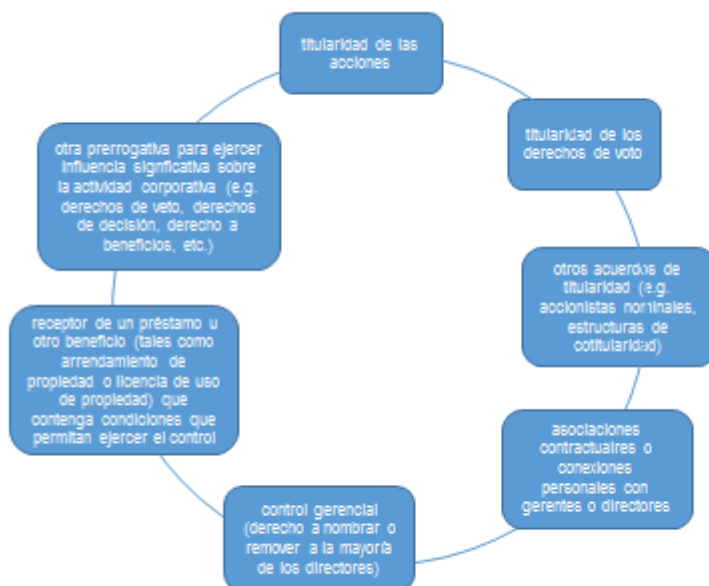 titularidad de las
acciones
titularidad de los
derechos de voto
otros acuerdos de
titularidad (e.g.
accionistas nominales,
estructuras de
cotitularidad)
asociaciones
contractuaires o
conexiones
personales con
gerentes o directores
control gerencial
(derecho a nombrar o
remover a la mayoría
de los directores)
receptor de un préstamo u
otro beneficio (tales como
arrendamiento de
propiedad o licencia de uso
de propiedad) que
contenga condiciones que
permitan ejercer el control
otra prerrogativa para ejercer
influencia significativa sobre
la actividad corporativa (e.g.
derechos de veto, derechos
de decisión, derecho a
beneficios, etc.)